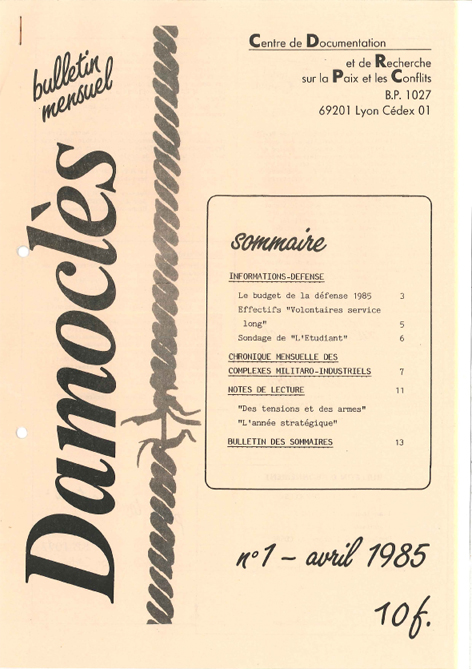 bulletin
mensuel
Damoclès
Centre de Documentation
et de Recherche
sur la Paix et les Conflits
B.P. 1027
69201 Lyon Cédex 01
sommaire
INFORMATIONS-DEFENSE
Le budget de la défense 1985 3
Effectifs "Volontaires service
long" 5
Sondage de "L'Etudiant" 6
CHRONIQUE MENSUELLE DES
COMPLEXES MILITARO-INDUSTRIELS 7
NOTES DE LECTURE 11
"Des tensions et des armes"
"L'année stratégique"
BULLETIN DES SOMMAIRES 13
n°1 - avril 1985
10f.